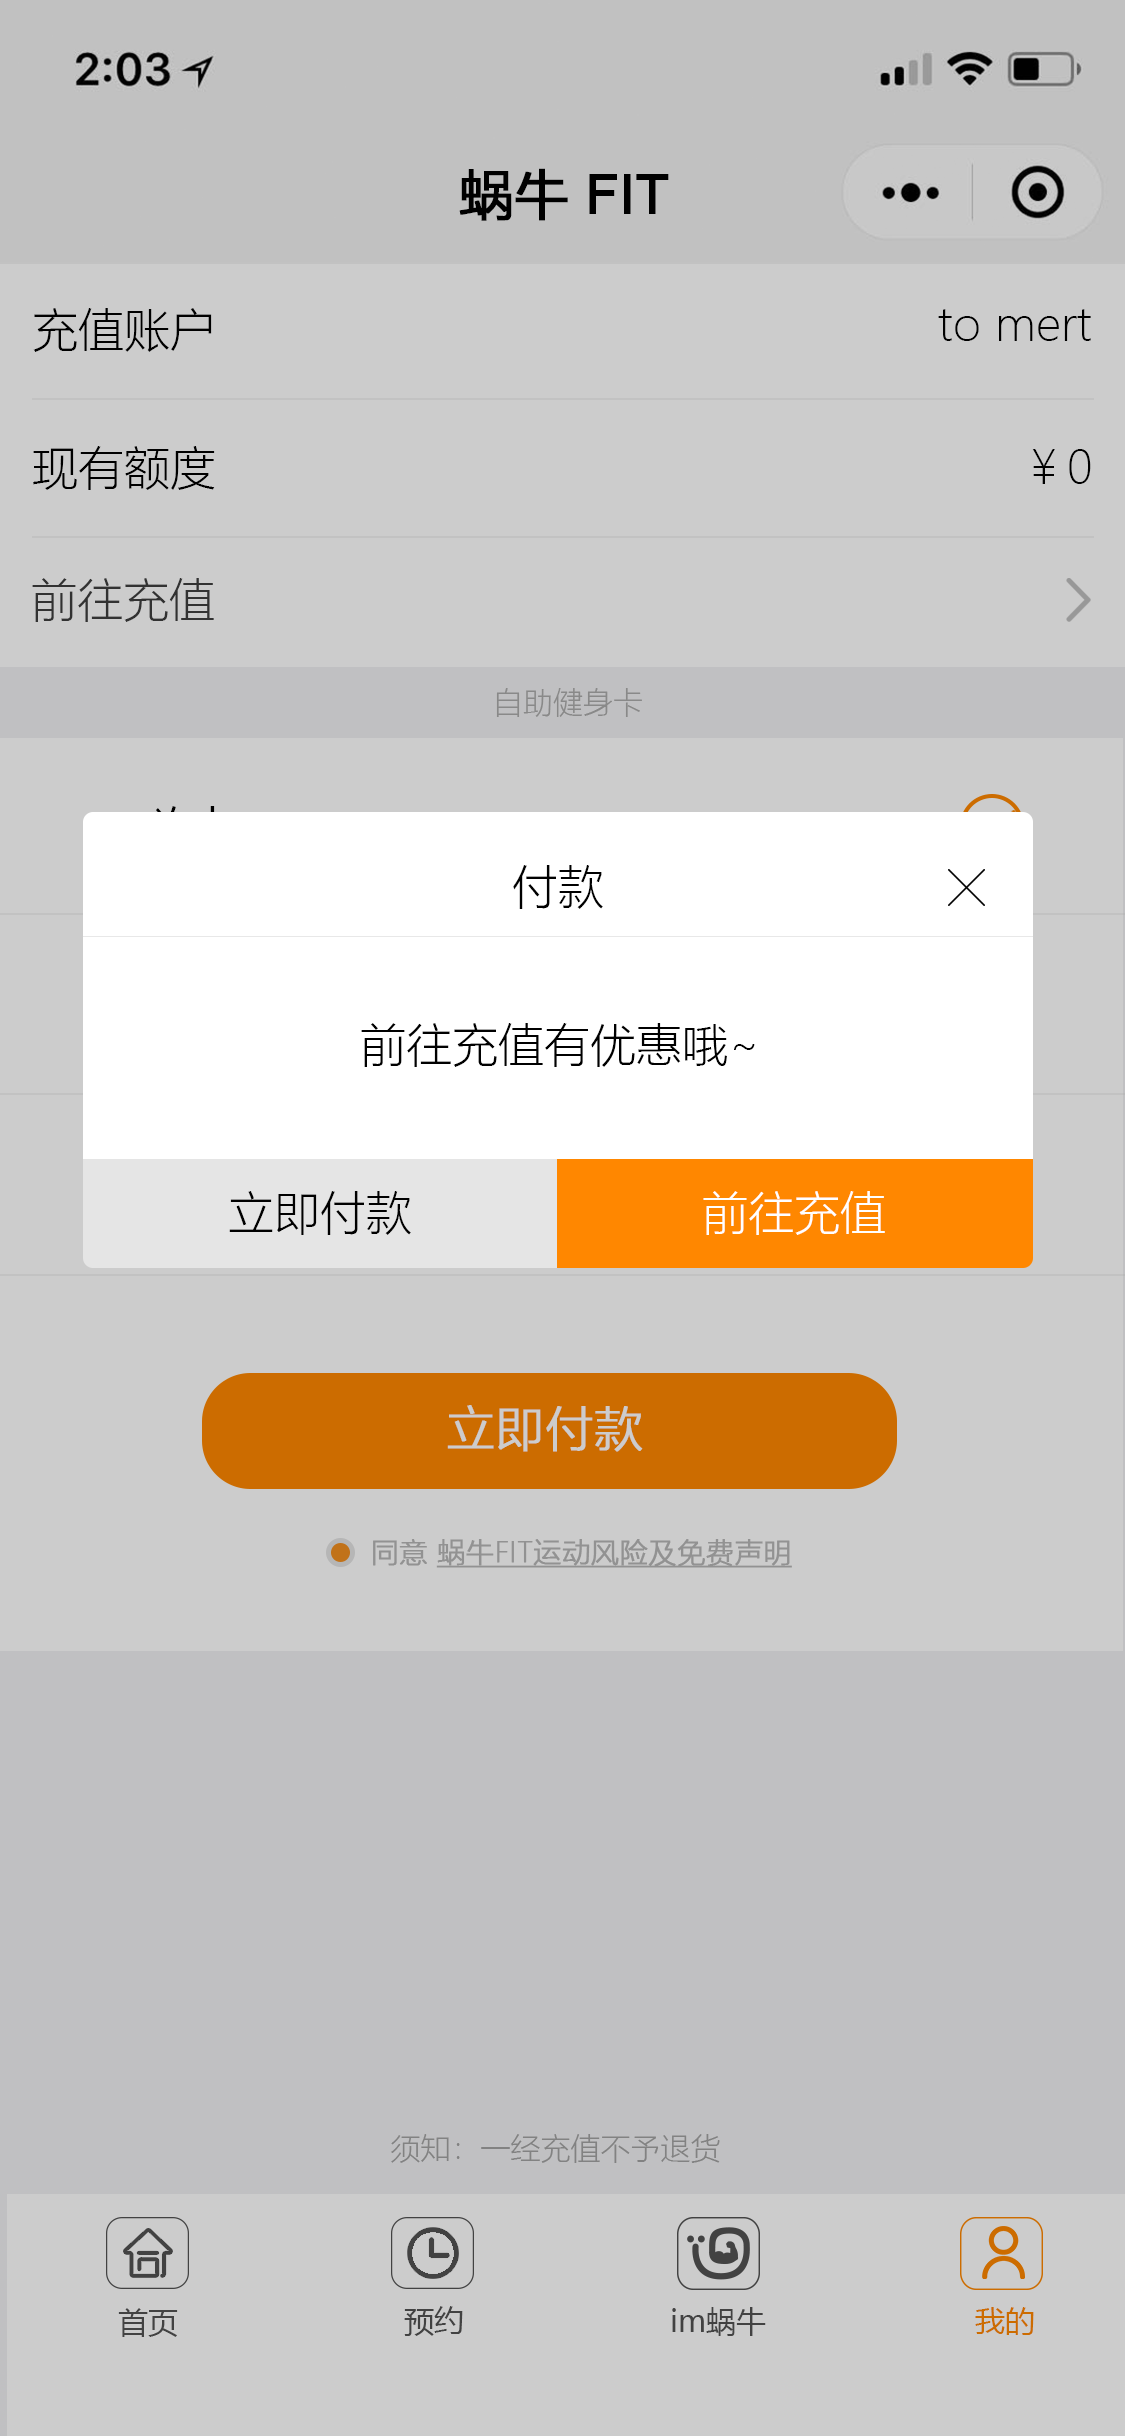 2:03
蜗牛 FIT
充值账户
to mert
现有额度
¥ 0
前往充值
自助健身卡
付款
前往充值有优惠哦~
立即付款
前往充值
立即付款
同意 蜗牛FIT运动风险及免费声明
须知：一经充值不予退货
首页
预约
im蜗牛
我的